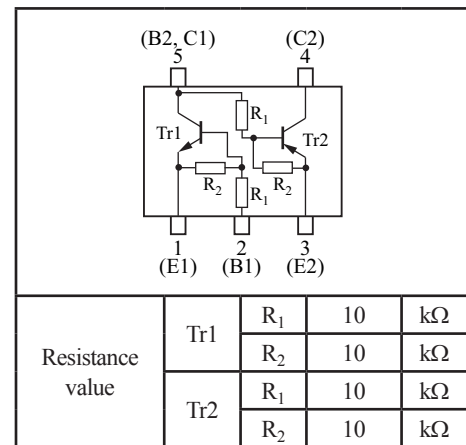 (B2, C1) (C2)
5 4
R1
Tr1 Tr2
R2 R2
R1
1 2 3
(E1) (B1) (E2)
Resistance value Tr1 R1 10 kΩ
R2 10 kΩ
Tr2 R1 10 kΩ
R2 10 kΩ